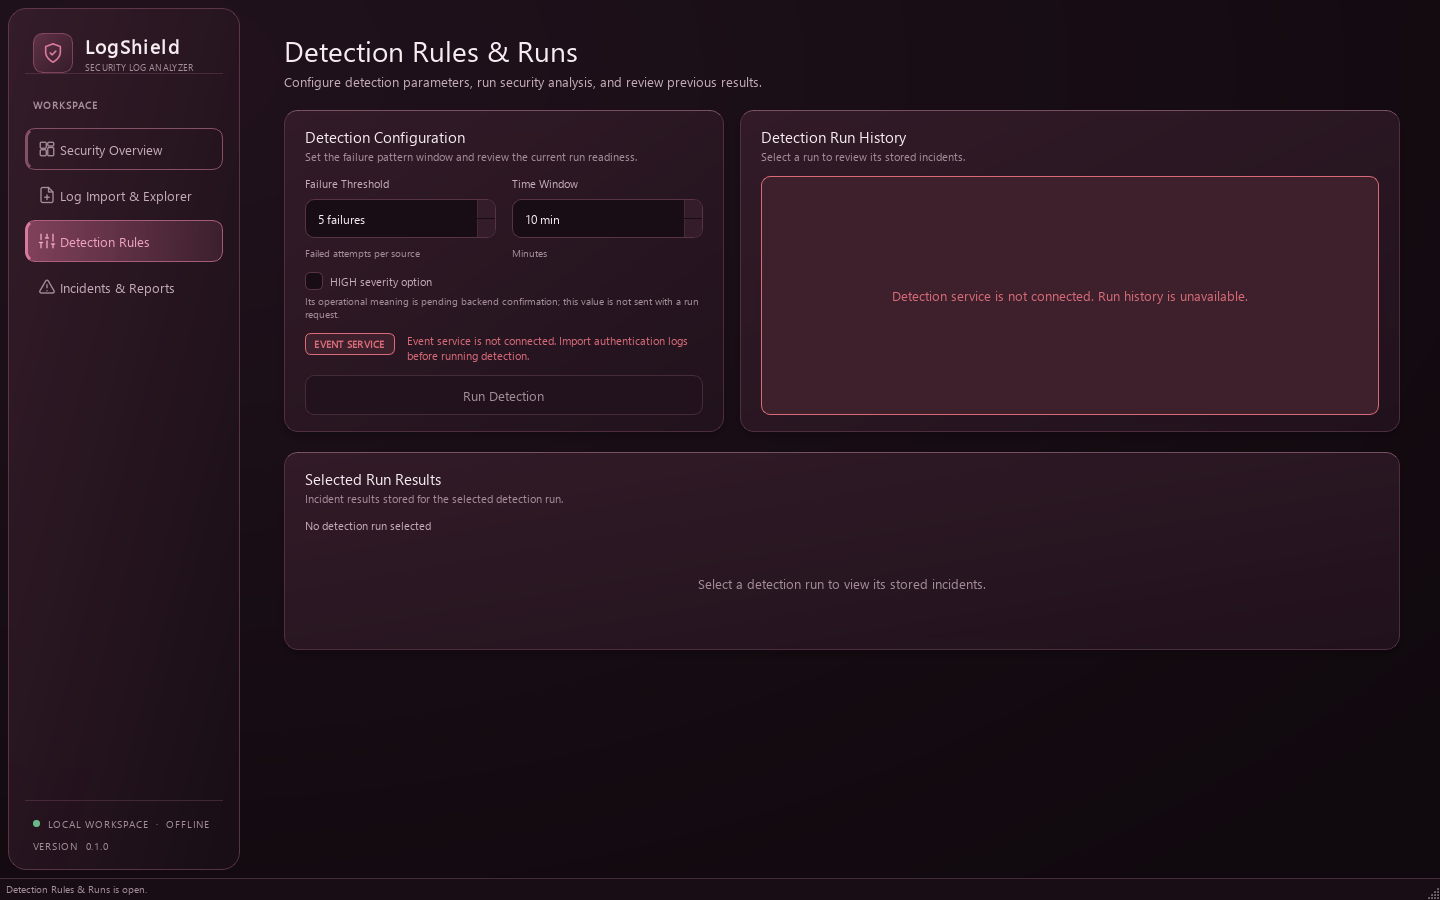 LogShield
SECURITY LOG ANALYZER
WORKSPACE
Security Overview
Log Import & Explorer
Detection Rules
Incidents & Reports
LOCAL WORKSPACE · OFFLINE
VERSION 0.1.0
Detection Rules & Runs
Configure detection parameters, run security analysis, and review previous results.
Detection Configuration
Set the failure pattern window and review the current run readiness.
Failure Threshold
Time Window
5 failures
10 min
Failed attempts per source
Minutes
HIGH severity option
Its operational meaning is pending backend confirmation; this value is not sent with a run
request.
EVENT SERVICE
Event service is not connected. Import authentication logs
before running detection.
Run Detection
Detection Run History
Select a run to review its stored incidents.
Detection service is not connected. Run history is unavailable.
Selected Run Results
Incident results stored for the selected detection run.
No detection run selected
Select a detection run to view its stored incidents.
Detection Rules & Runs is open.